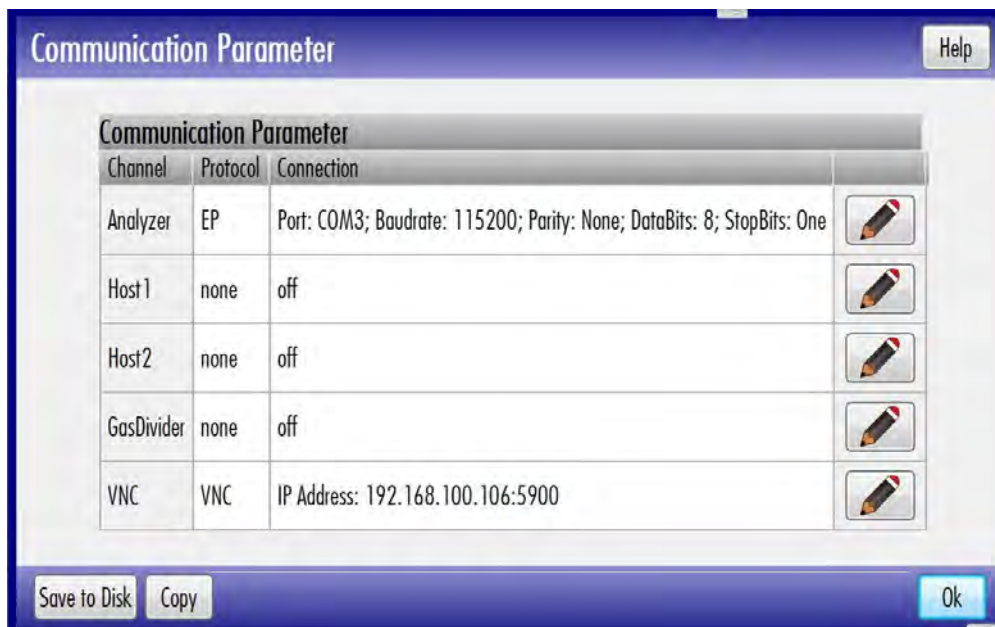 Communication Parameter
Help
Communication Parameter
Channel Protocol Connection
Analyzer EP Port: COM3; Baudrate: 115200; Parity: None; DataBits: 8; StopBits: One
Host1 none off
Host2 none off
GasDivider none off
VNC VNC IP Address: 192.168.100.106:5900
Save to Disk Copy Ok